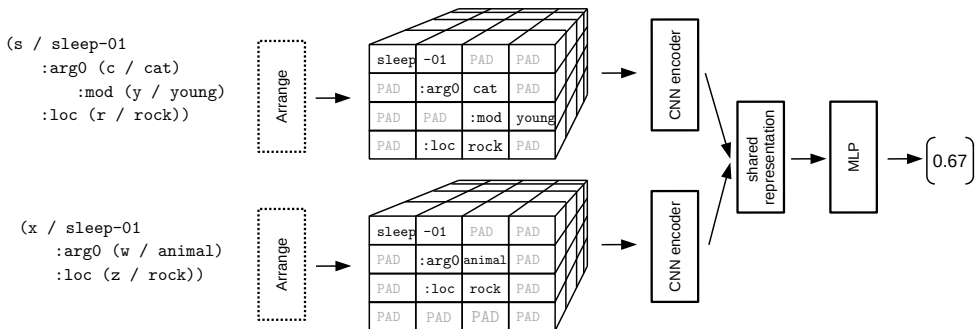 (s / sleep-01
:arg0 (c / cat)
:mod (y / young)
:loc (r / rock))
Arrange
sleep -01 PAD PAD
PAD :arg0 cat PAD
PAD PAD :mod young
PAD :loc rock PAD
CNN encoder
(x / sleep-01
:arg0 (w / animal)
:loc (z / rock))
Arrange
sleep -01 PAD PAD
PAD :arg0 animal PAD
PAD :loc rock PAD
PAD PAD PAD PAD
CNN encoder
shared
representation
MLP
0.67